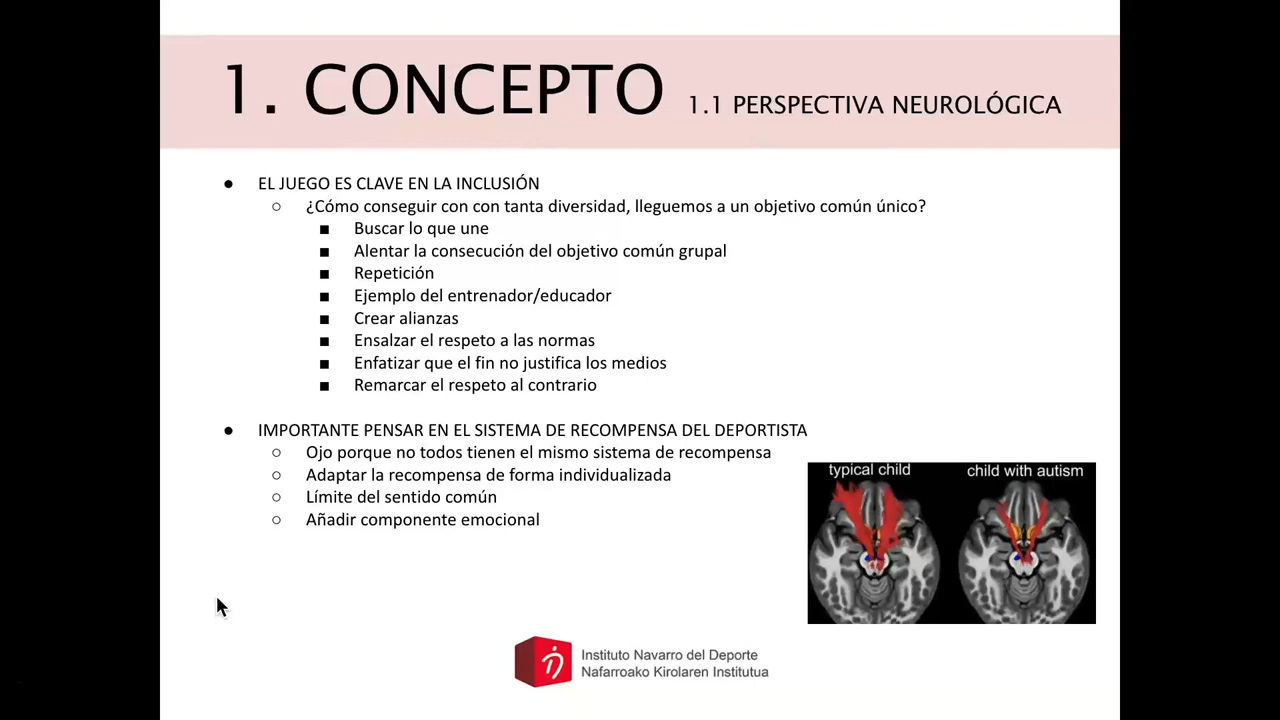 1. CONCEPTO 1.1 PERSPECTIVA NEUROLÓGICA
● EL JUEGO ES CLAVE EN LA INCLUSIÓN
○ ¿Cómo conseguir con con tanta diversidad, lleguemos a un objetivo común único?
■ Buscar lo que une
■ Alentar la consecución del objetivo común grupal
■ Repetición
■ Ejemplo del entrenador/educador
■ Crear alianzas
■ Ensalzar el respeto a las normas
■ Enfatizar que el fin no justifica los medios
■ Remarcar el respeto al contrario
● IMPORTANTE PENSAR EN EL SISTEMA DE RECOMPENSA DEL DEPORTISTA
○ Ojo porque no todos tienen el mismo sistema de recompensa
○ Adaptar la recompensa de forma individualizada
○ Límite del sentido común
○ Añadir componente emocional
typical child
child with autism
Instituto Navarro del Deporte
Nafarroako Kirolaren Institutua